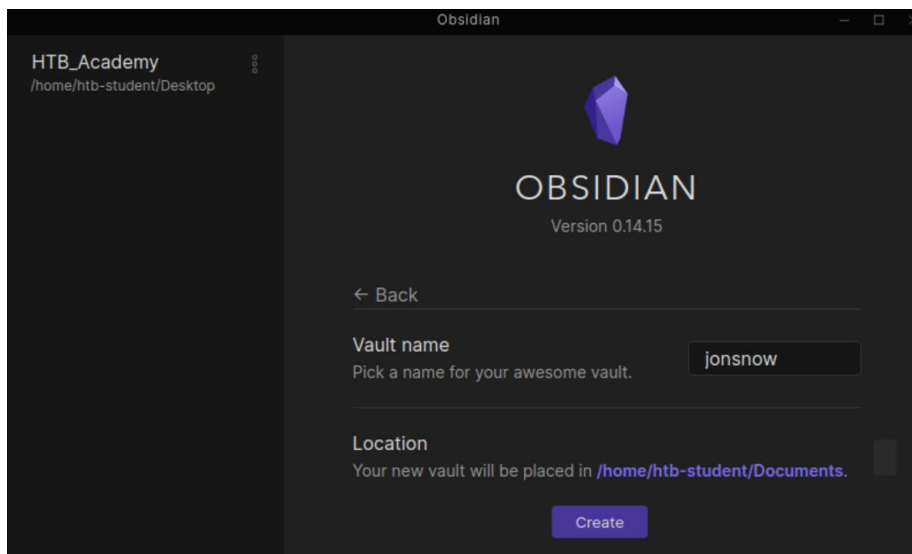 Obsidian
HTB_Academy
/home/htb-student/Desktop
OBSIDIAN
Version 0.14.15
← Back
Vault name
Pick a name for your awesome vault.
jonsnow
Location
Your new vault will be placed in /home/htb-student/Documents.
Create